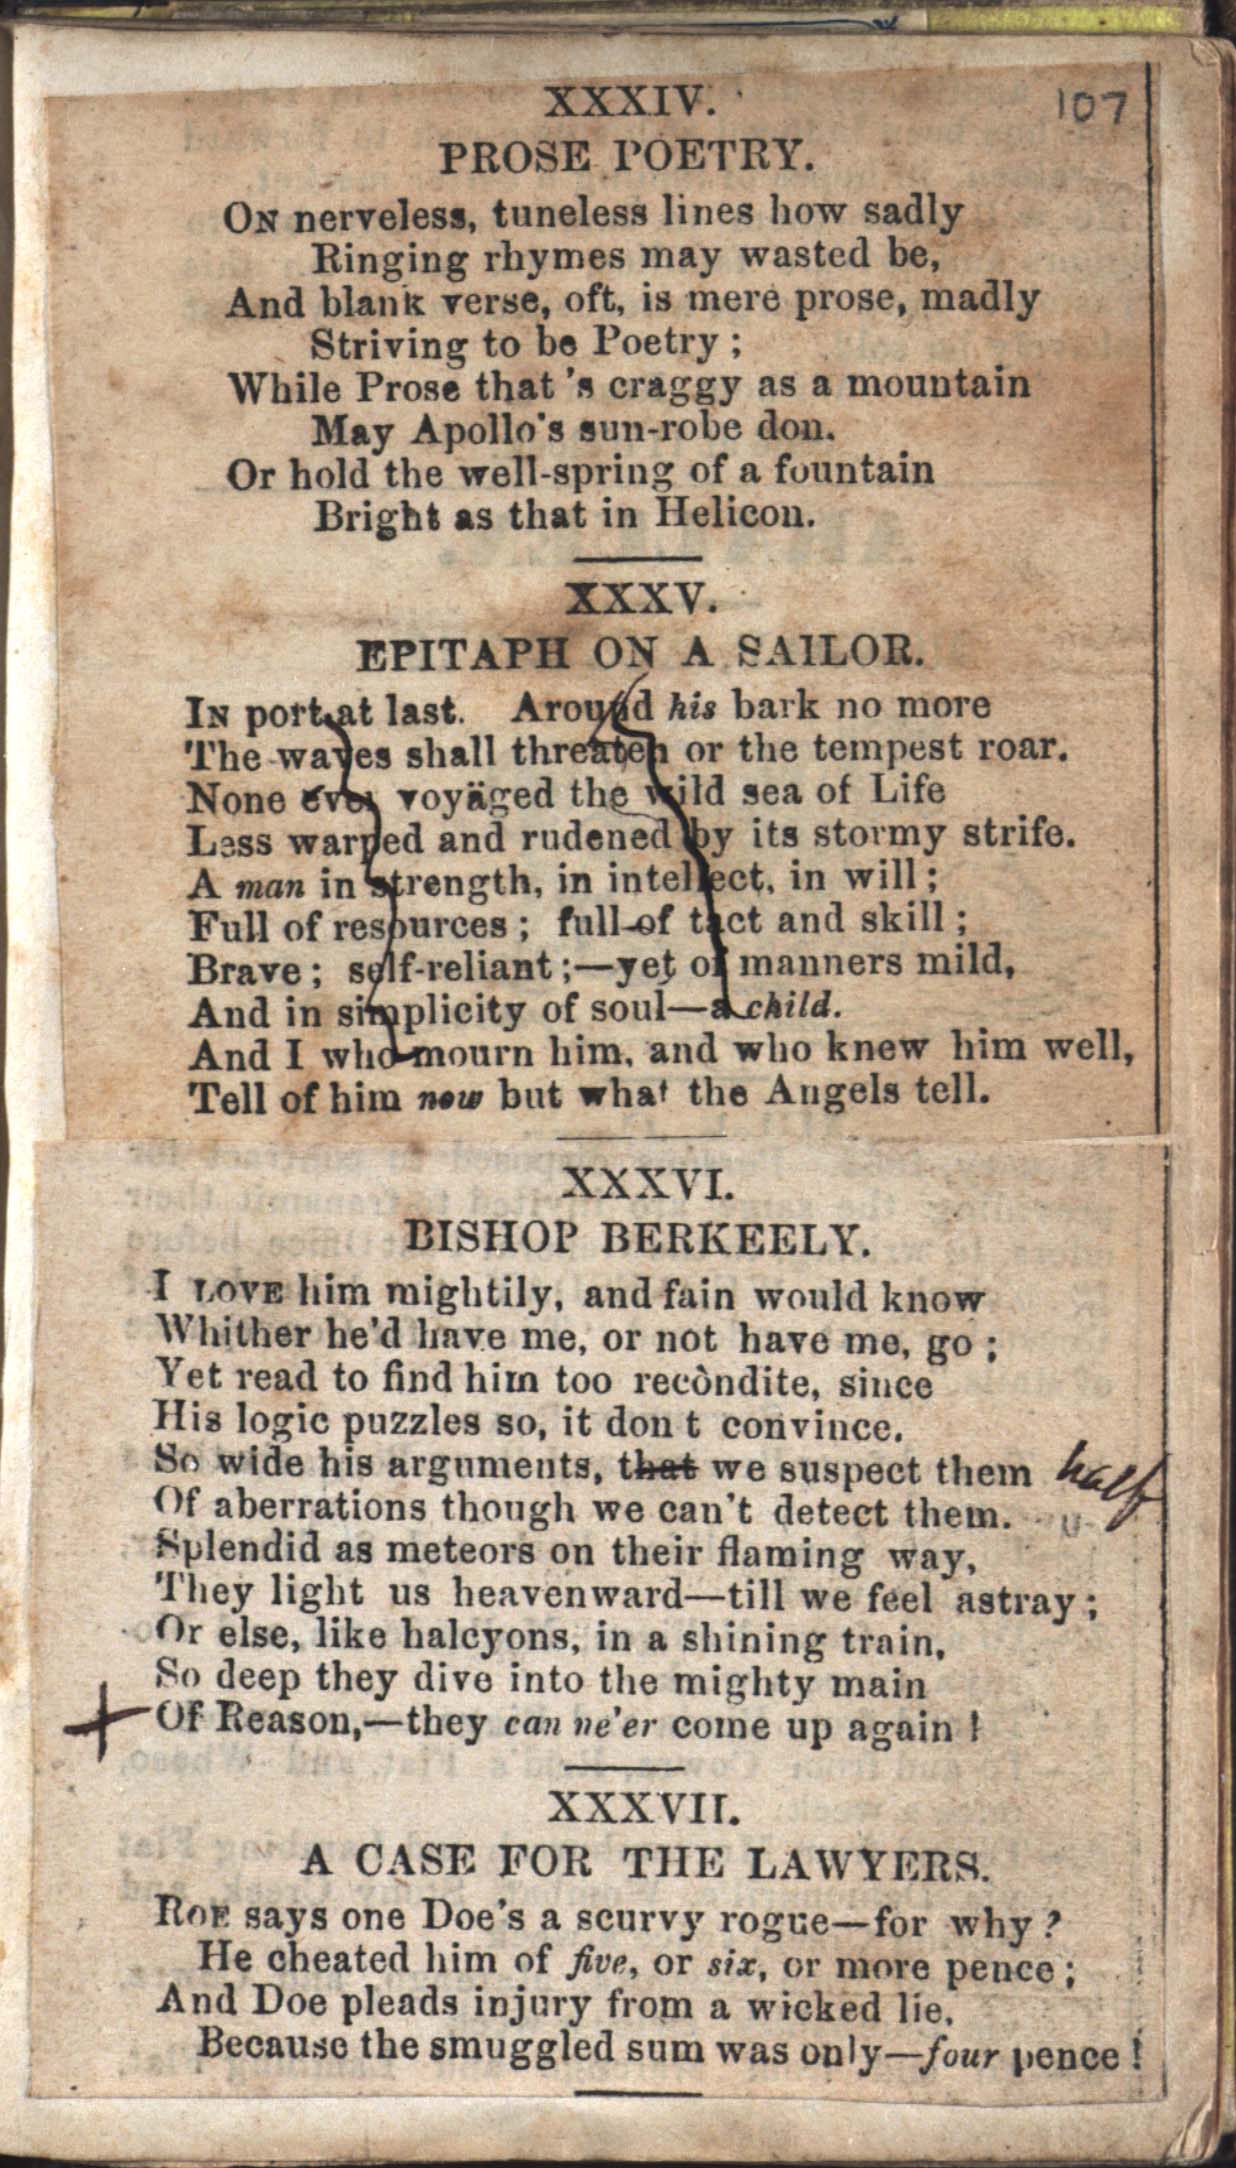 107
XXXIV.
PROSE POETRY.
ON nerveless, tuneless lines how sadly
Ringing rhymes may wasted be,
And blank verse, oft, is mere prose, madly
Striving to be Poetry;
While Prose that 's craggy as a mountain
May Apollo's sun-robe don.
Or hold the well-spring of a fountain
Bright as that in Helicon.
XXXV.
EPITAPH ON A SAILOR.
IN port at last. Around his bark no more
The waves shall threaten or the tempest roar.
None ever voyäged the wild sea of Life
Less warped and rudened by its stormy strife.
A man in strength, in intellect, in will;
Full of resources; full of tact and skill;
Brave; self-reliant;—yet of manners mild,
And in simplicity of soul—a child.
And I who mourn him, and who knew him well,
Tell of him now but what the Angels tell.
XXXVI.
BISHOP BERKEELY.
I LOVE him mightily, and fain would know
Whither he'd have me, or not have me, go;
Yet read to find him too recòndite, since
His logic puzzles so, it don t convince.
So wide his arguments, that we suspect them half
Of aberrations though we can't detect them.
Splendid as meteors on their flaming way,
They light us heavenward—till we feel astray;
Or else, like halcyons, in a shining train,
So deep they dive into the mighty main
+ Of Reason,—they can ne'er come up again!
XXXVII.
A CASE FOR THE LAWYERS.
ROE says one Doe's a scurvy rogue—for why?
He cheated him of five, or six, or more pence;
And Doe pleads injury from a wicked lie,
Because the smuggled sum was only—four pence!